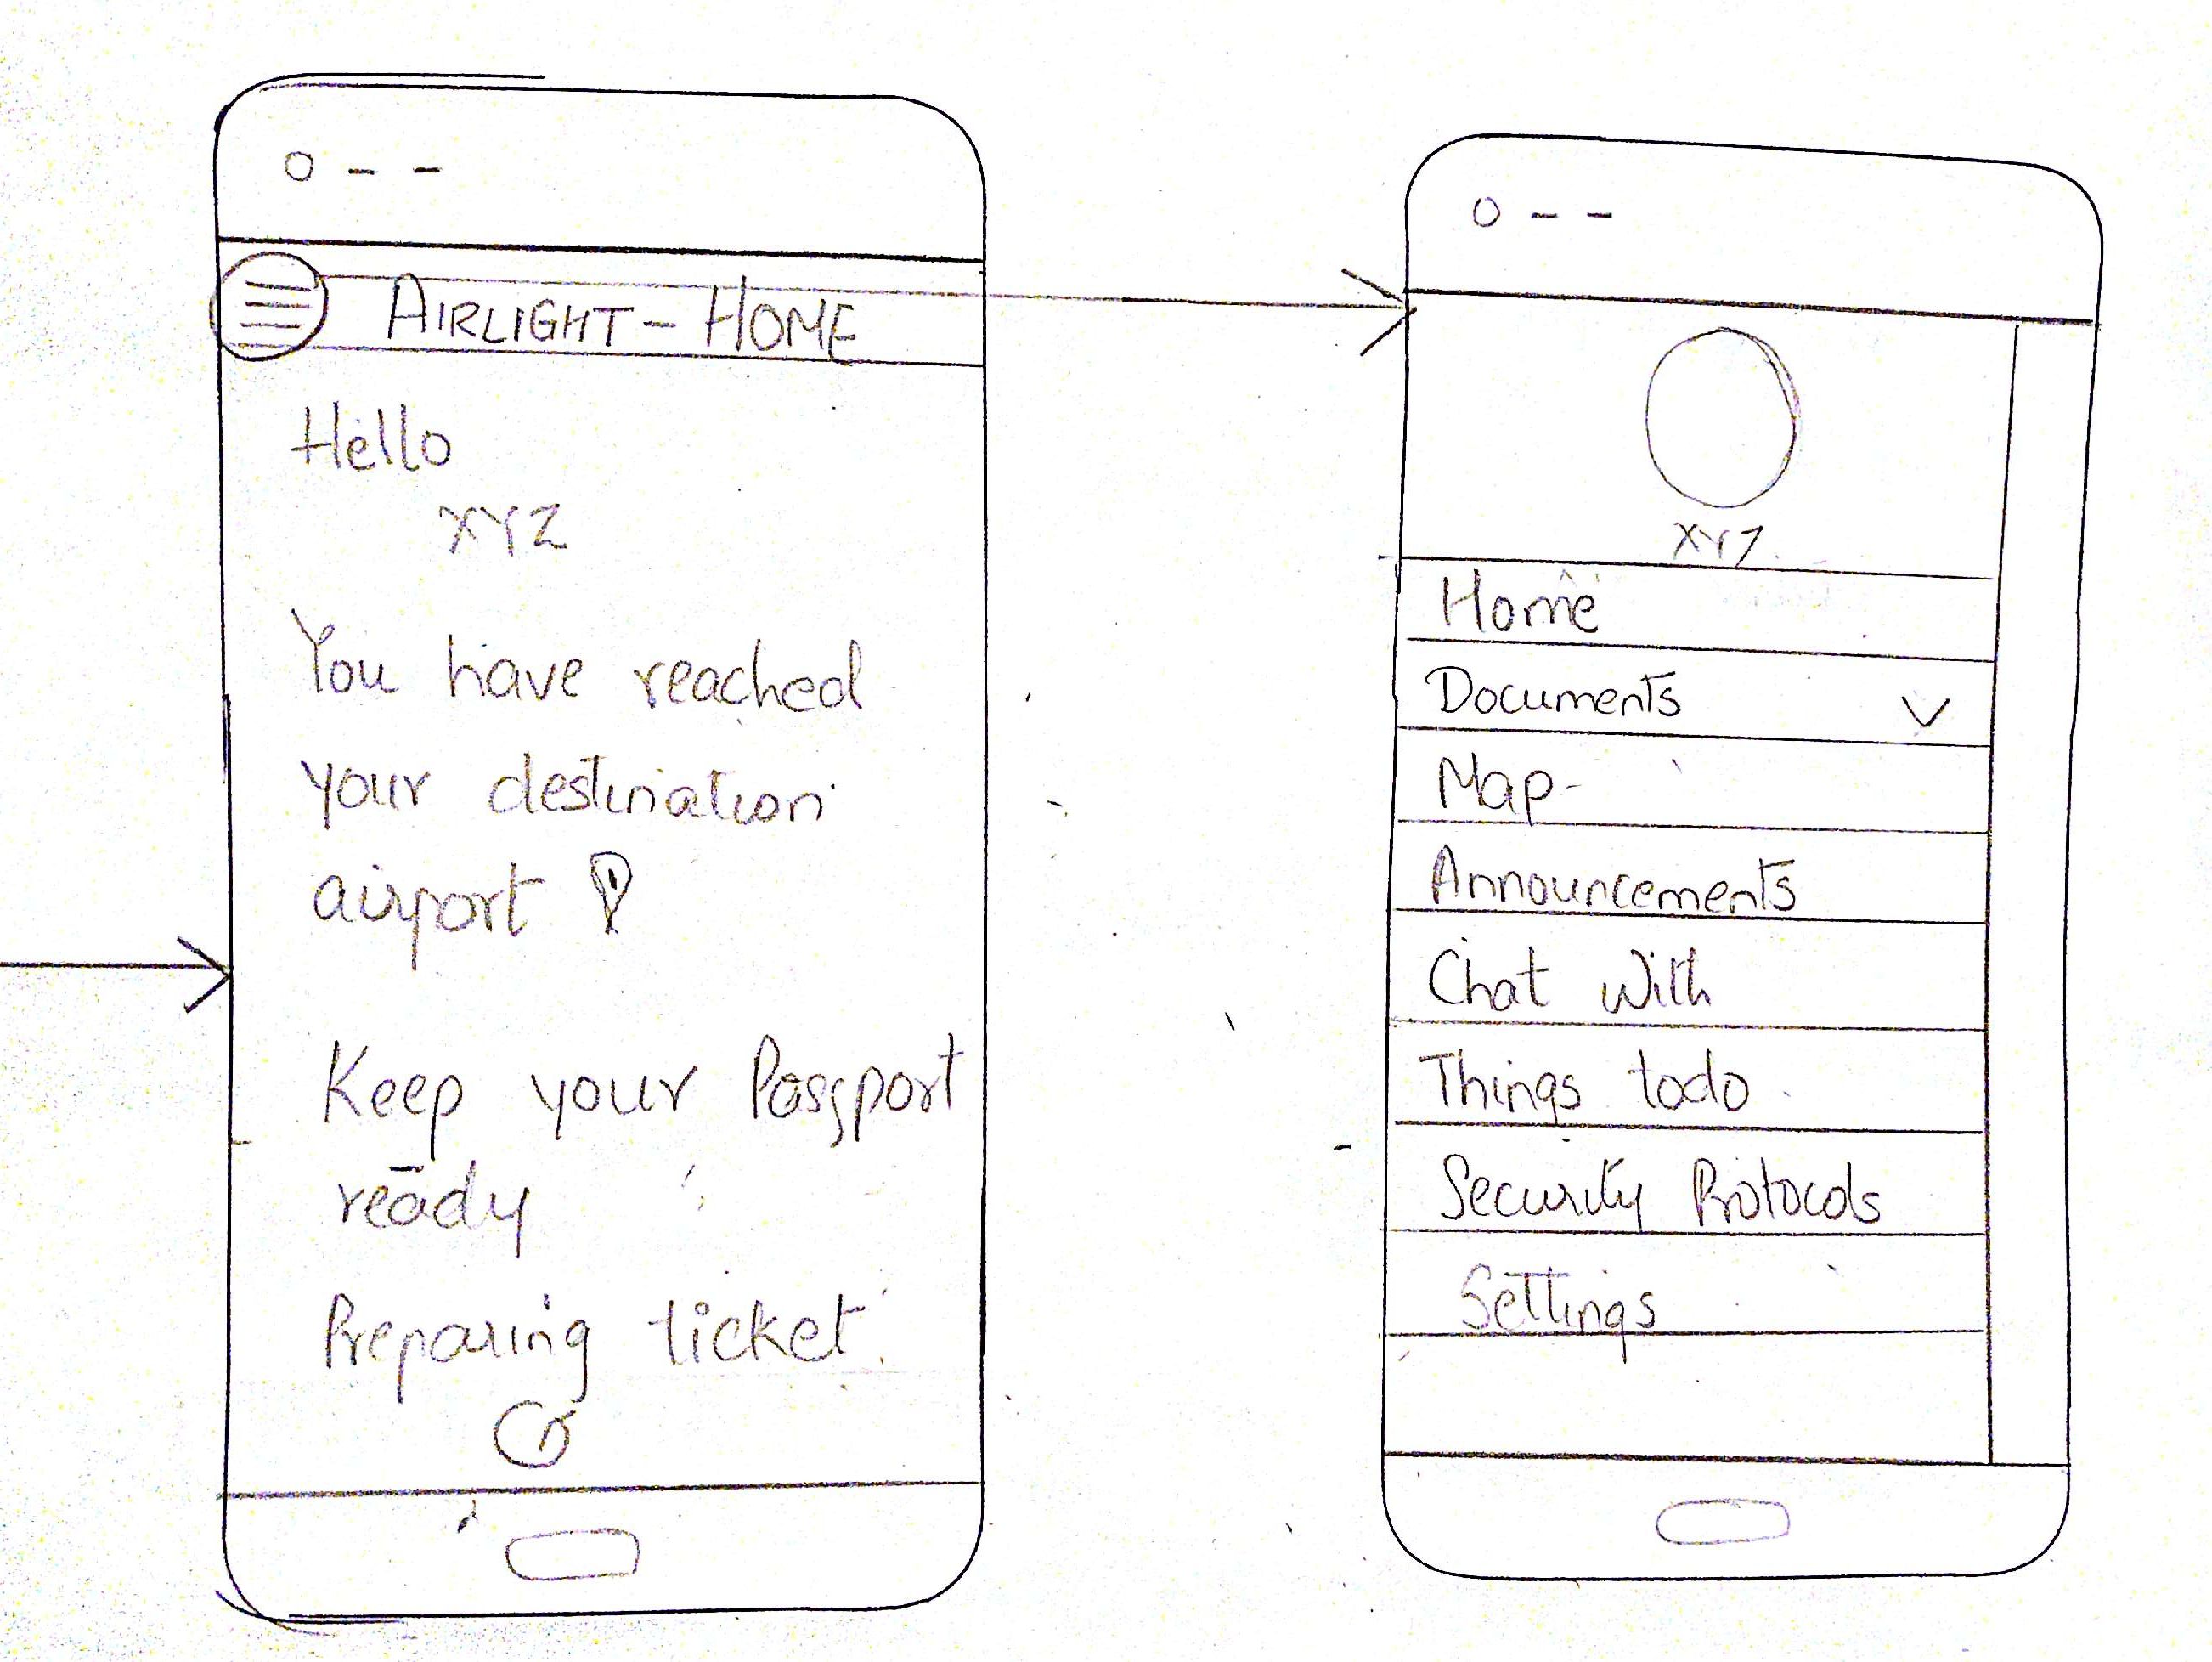 AIRLIGHT - HOME
Hello
XYZ
You have reached
your destination
airport
Keep your Passport
ready
Preparing ticket
XYZ
Home
Documents
Map
Announcements
Chat with
Things todo
Security Protocols
Settings